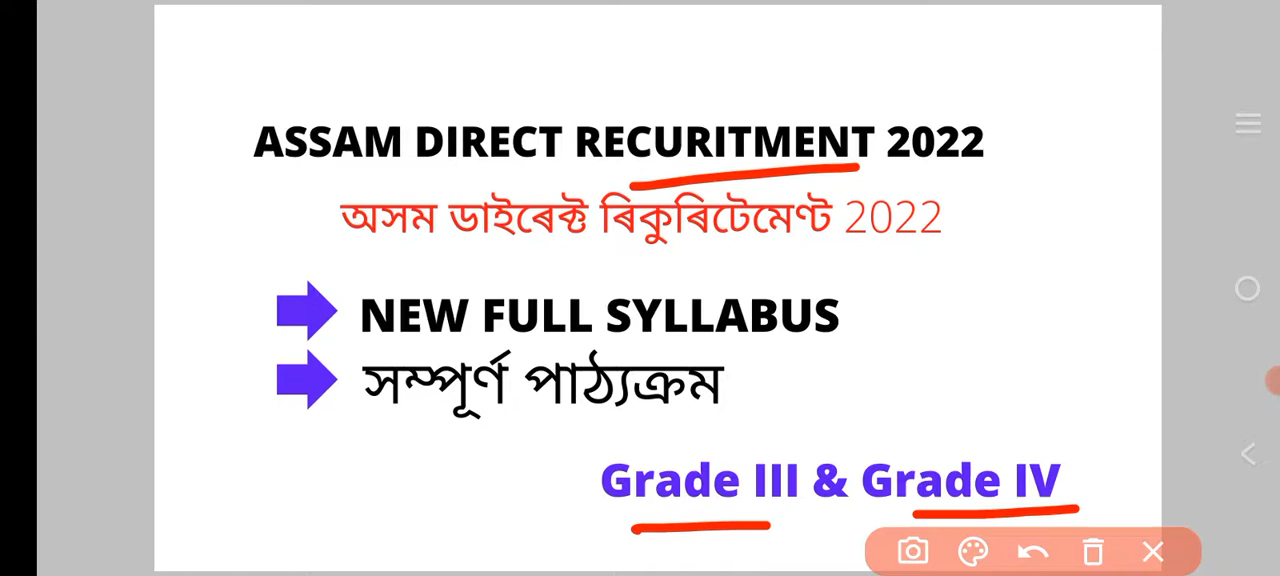 ASSAM DIRECT RECURITMENT 2022
অসম ডাইৰেক্ট ৰিকুৰিটেমেণ্ট 2022
NEW FULL SYLLABUS
সম্পূৰ্ণ পাঠ্যক্ৰম
Grade III & Grade IV